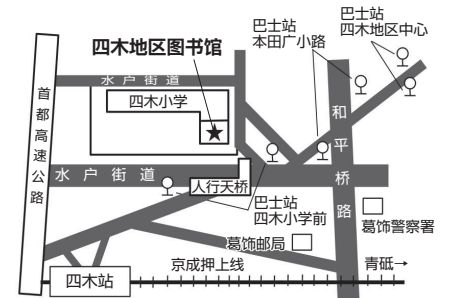 巴士站
本田广小路
巴士站
四木地区中心
四木地区图书馆
水户街道
四木小学
首都高速公路
和平桥路
水户街道
人行天桥
巴士站
四木小学前
葛饰警察署
葛饰邮局
京成押上线
青砥→
四木站